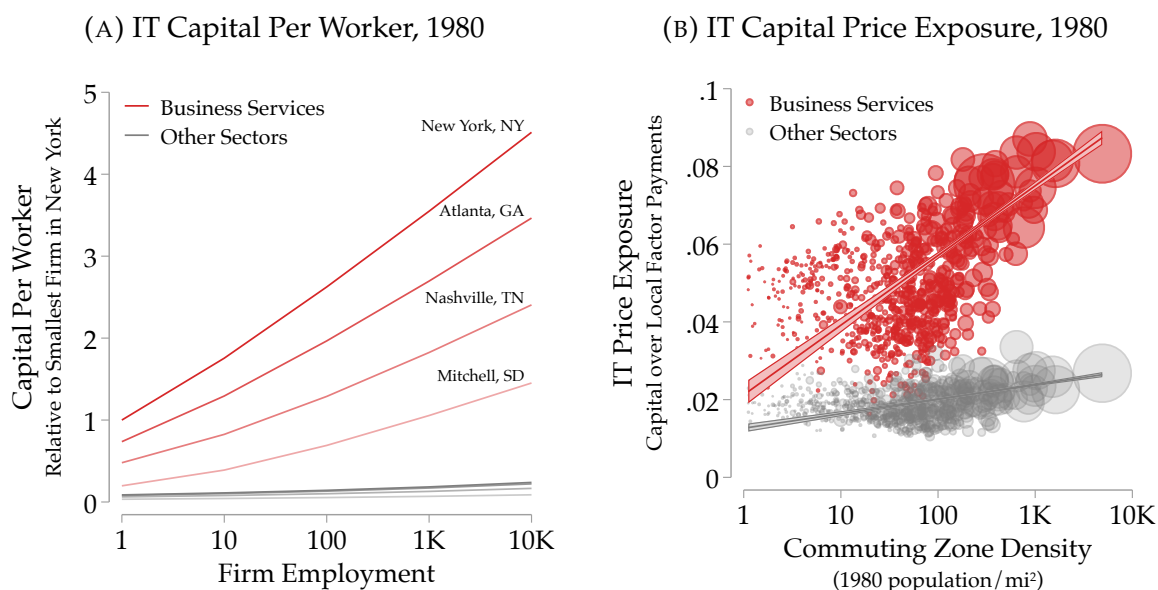 (A) IT Capital Per Worker, 1980
Capital Per Worker
Relative to Smallest Firm in New York
5
4
3
2
1
0
Business Services
Other Sectors
New York, NY
Atlanta, GA
Nashville, TN
Mitchell, SD
1 10 100 1K 10K
Firm Employment
(B) IT Capital Price Exposure, 1980
IT Price Exposure
Capital over Local Factor Payments
.1
.08
.06
.04
.02
0
Business Services
Other Sectors
1 10 100 1K 10K
Commuting Zone Density
(1980 population/mi²)